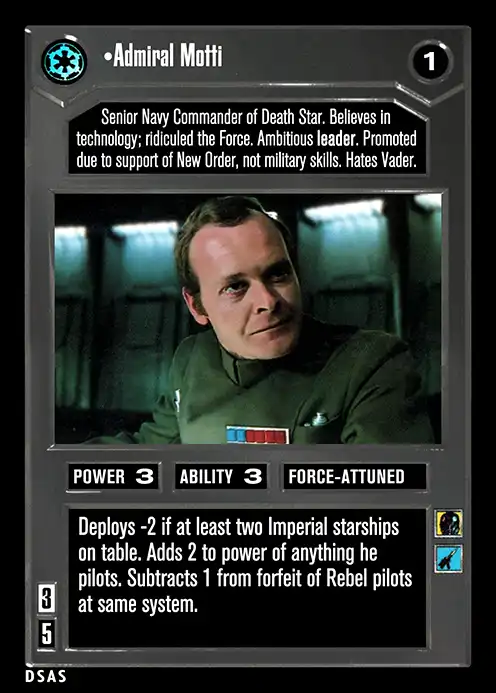 •Admiral Motti
1
Senior Navy Commander of Death Star. Believes in
technology; ridiculed the Force. Ambitious leader. Promoted
due to support of New Order, not military skills. Hates Vader.
POWER 3 ABILITY 3 FORCE-ATTUNED
Deploys -2 if at least two Imperial starships
on table. Adds 2 to power of anything he
pilots. Subtracts 1 from forfeit of Rebel pilots
at same system.
3
5
DSAS